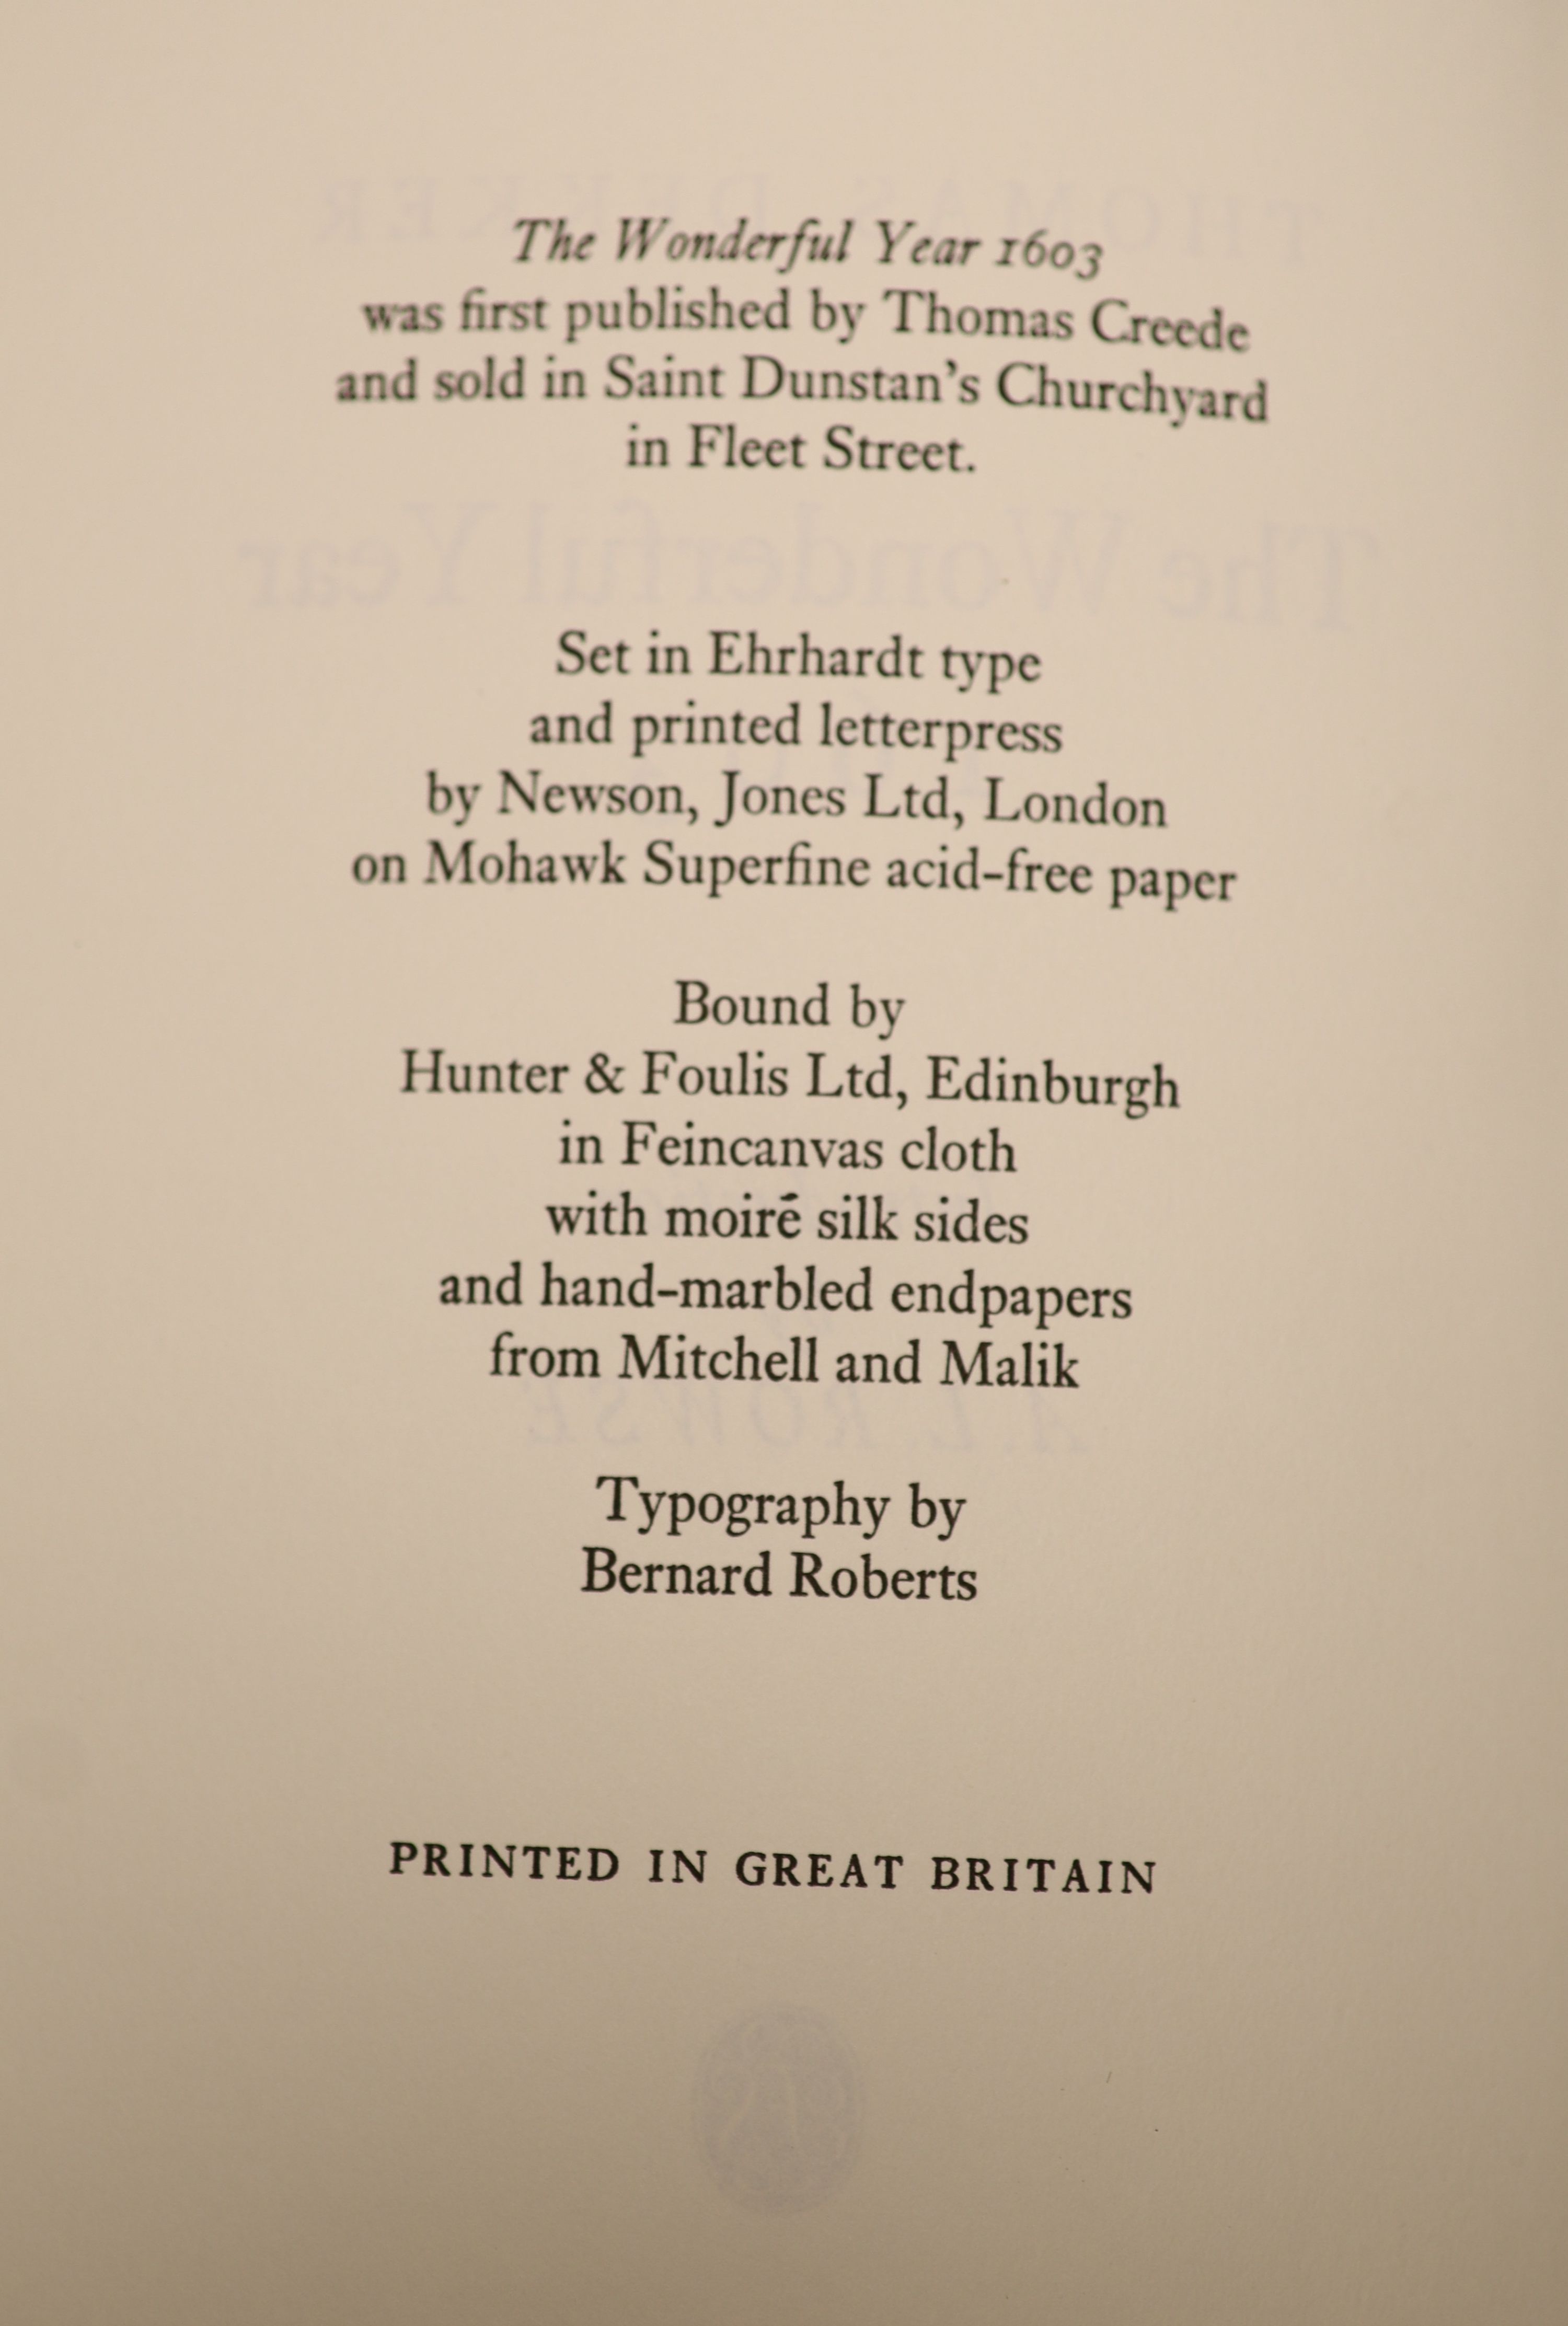 The Wonderful Year 1603
was first published by Thomas Creede
and sold in Saint Dunstan's Churchyard
in Fleet Street.
Set in Ehrhardt type
and printed letterpress
by Newson, Jones Ltd, London
on Mohawk Superfine acid-free paper
Bound by
Hunter & Foulis Ltd, Edinburgh
in Feincanvas cloth
with moiré silk sides
and hand-marbled endpapers
from Mitchell and Malik
Typography by
Bernard Roberts
PRINTED IN GREAT BRITAIN